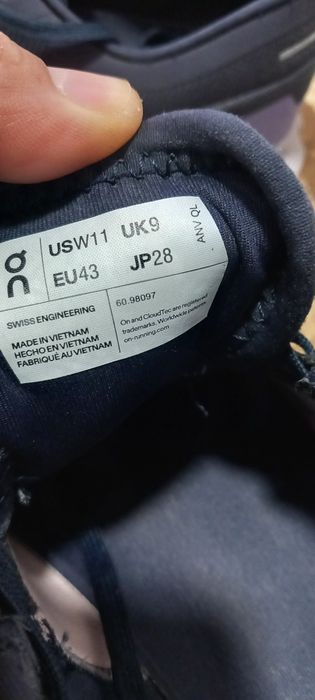 on
USW11 UK9
EU43 JP28
ANV QL
SWISS ENGINEERING
60.98097
MADE IN VIETNAM
HECHO EN VIETNAM
FABRIQUÉ AU VIETNAM
On and CloudTec are registered
trademarks. Worldwide patents.
on-running.com